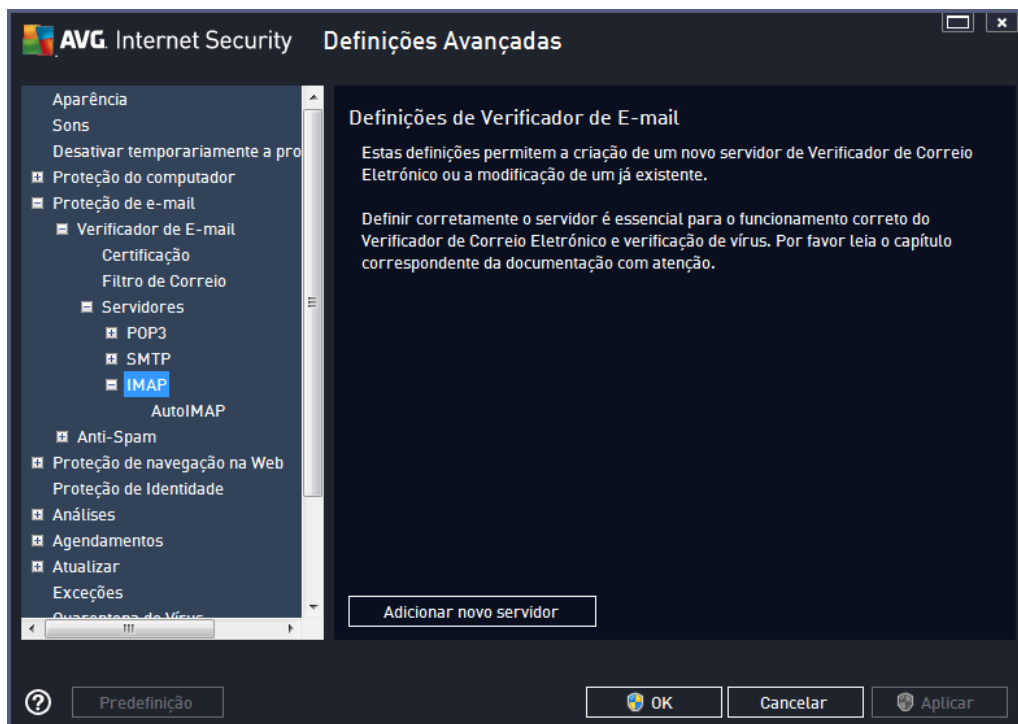 AVG. Internet Security
Definições Avançadas
Aparência
Sons
Desativar temporariamente a pro
Proteção do computador
Proteção de e-mail
Verificador de E-mail
Certificação
Filtro de Correio
Servidores
POP3
SMTP
IMAP
AutoIMAP
Anti-Spam
Proteção de navegação na Web
Proteção de Identidade
Análises
Agendamentos
Atualizar
Exceções
Quarentena de Vírus
Definições de Verificador de E-mail
Estas definições permitem a criação de um novo servidor de Verificador de Correio
Eletrónico ou a modificação de um já existente.
Definir corretamente o servidor é essencial para o funcionamento correto do
Verificador de Correio Eletrónico e verificação de vírus. Por favor leia o capítulo
correspondente da documentação com atenção.
Adicionar novo servidor
Predefinição
OK
Cancelar
Aplicar